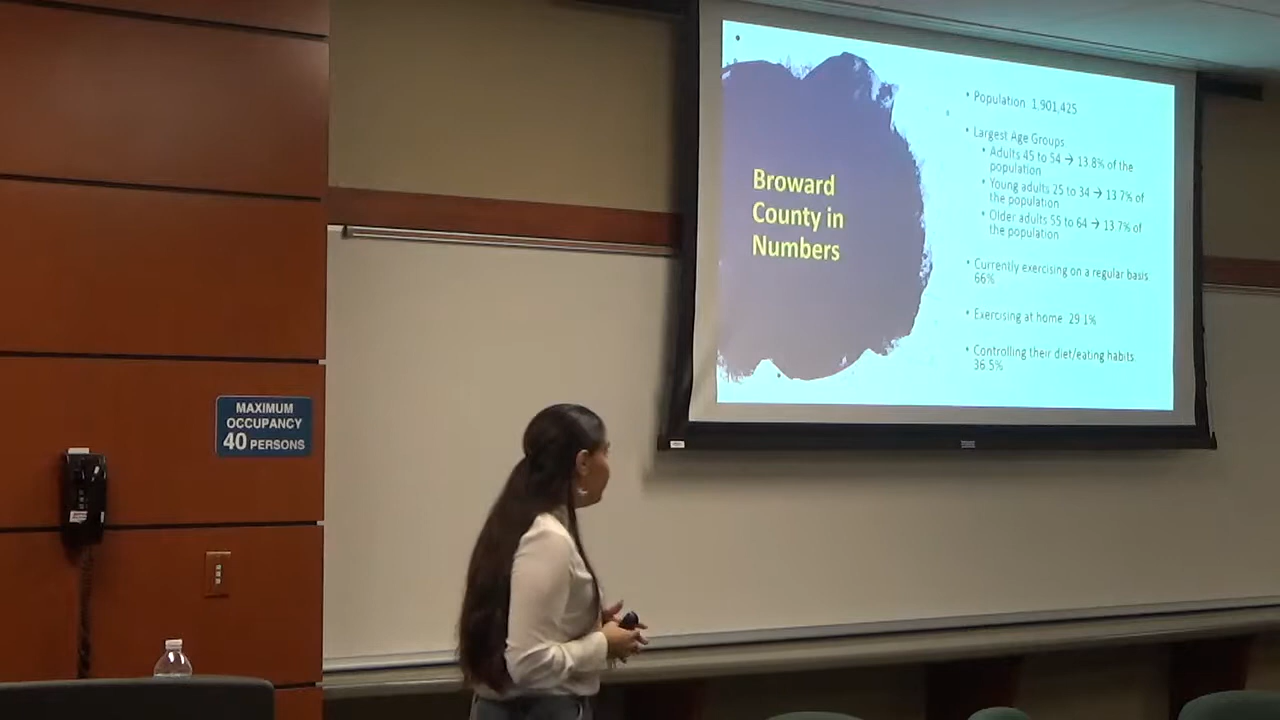 MAXIMUM
OCCUPANCY
40 PERSONS
Broward
County in
Numbers
• Population 1,901,425
• Largest Age Groups
• Adults 45 to 54 → 13.8% of the
population
• Young adults 25 to 34 → 13.7% of
the population
• Older adults 55 to 64 → 13.7% of
the population
• Currently exercising on a regular basis
66%
• Exercising at home 29.1%
• Controlling their diet/eating habits
36.5%